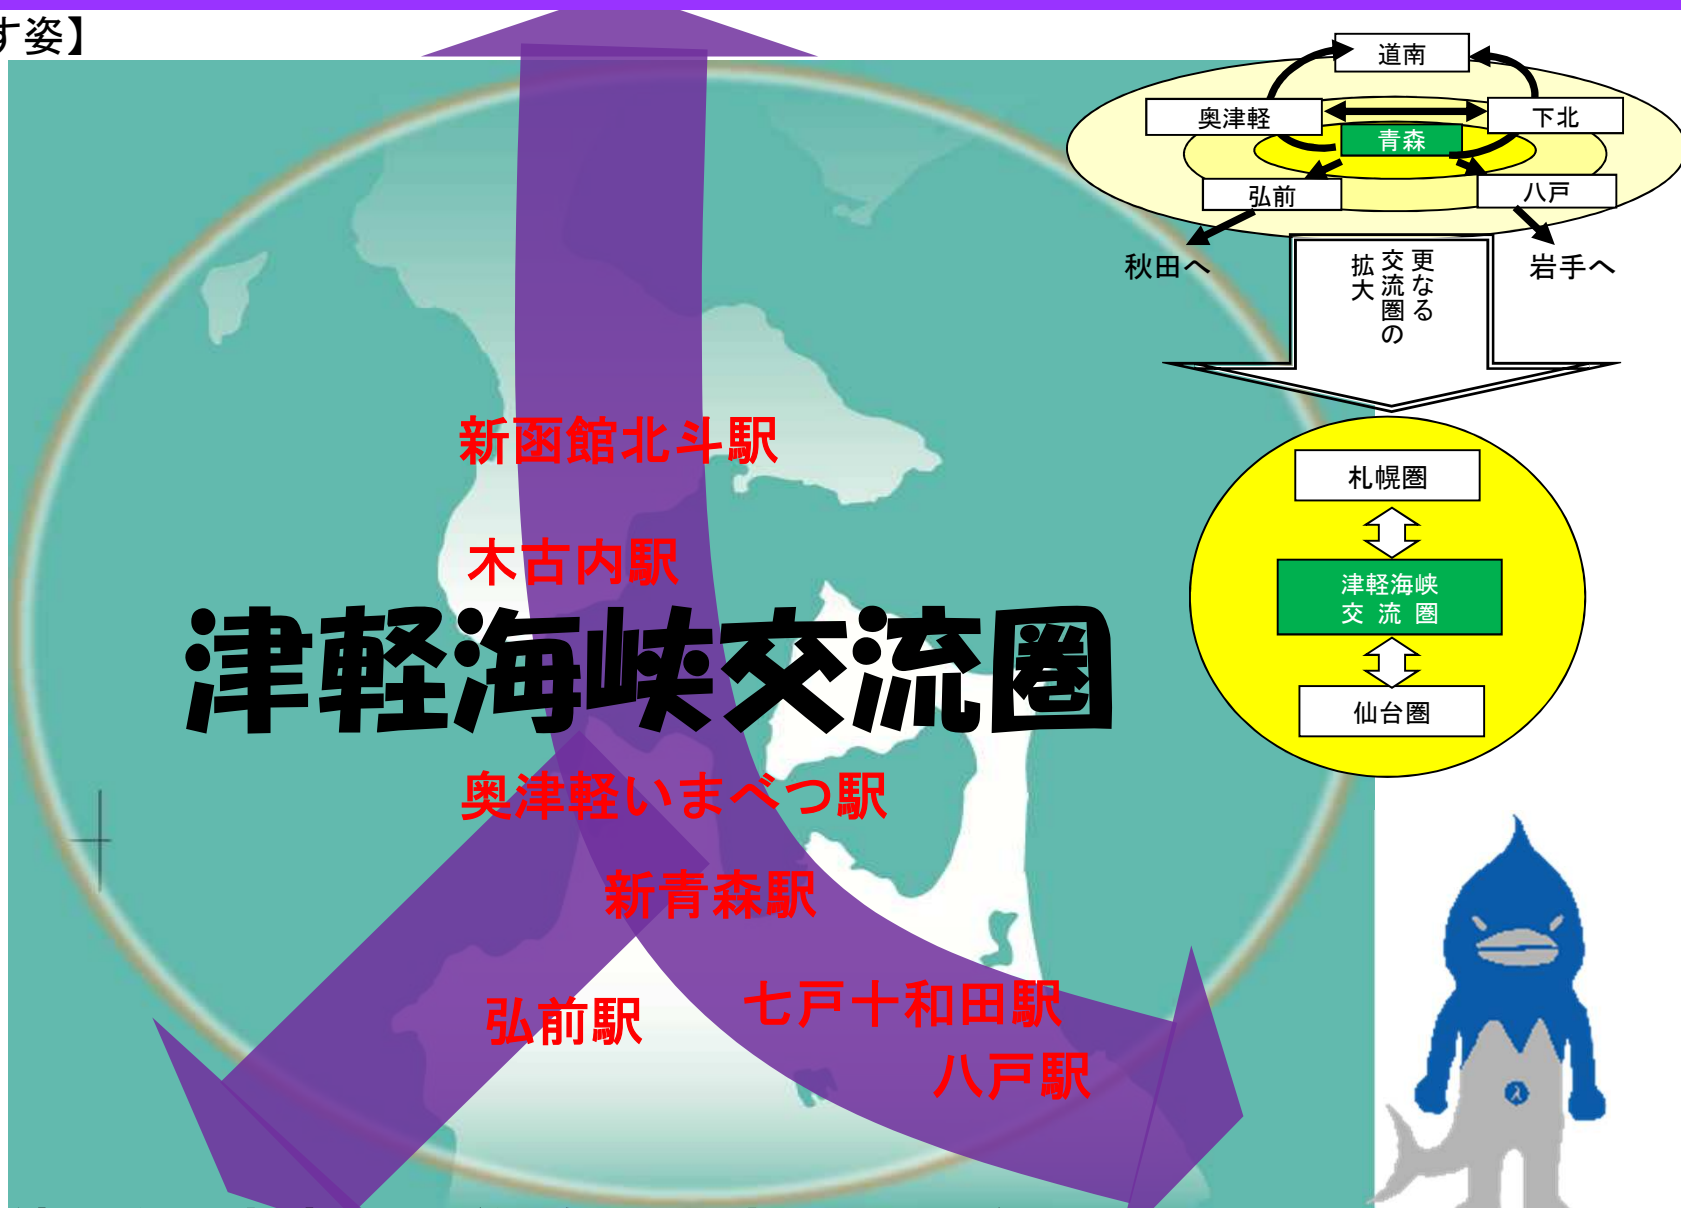 す姿】
道南
奥津軽
下北
青森
弘前
八戸
秋田へ
岩手へ
更なる
交流圏の
拡大
新函館北斗駅
札幌圏
木古内駅
津軽海峡
交流圏
津軽海峡交流圏
仙台圏
奥津軽いまべつ駅
新青森駅
七戸十和田駅
弘前駅
八戸駅
λ